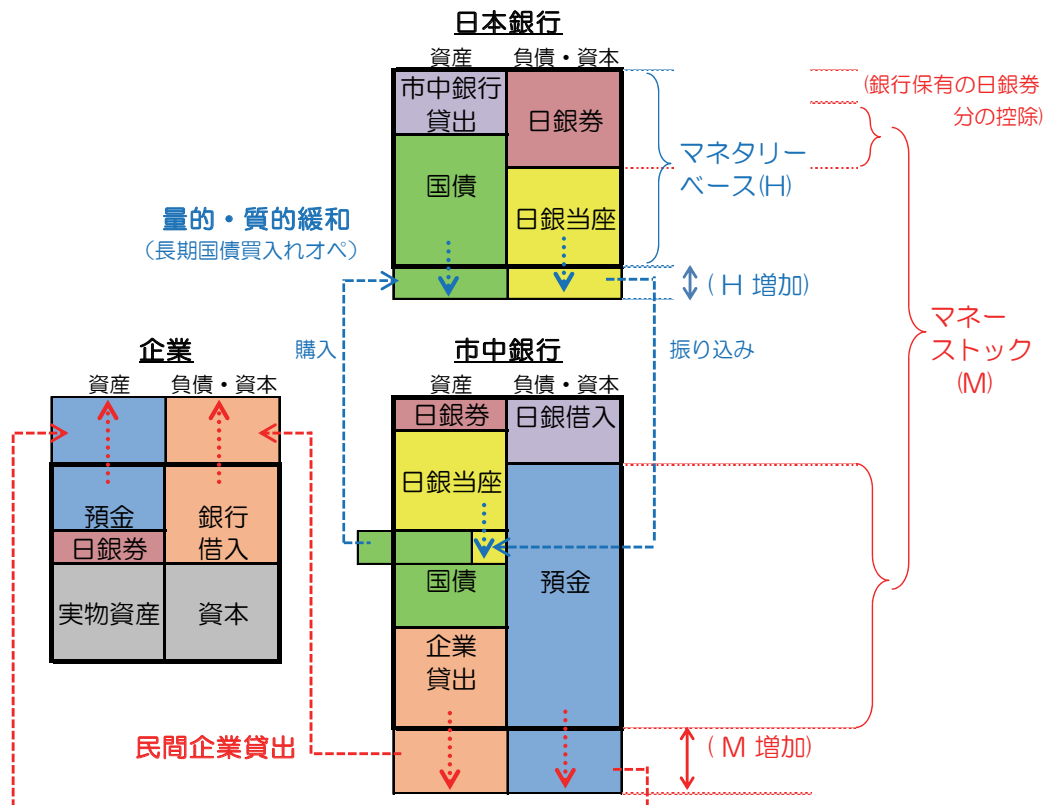 日本銀行
資産
負債・資本
市中銀行
貸出
日銀券
国債
日銀当座
マネタリー
ベース(H)
(銀行保有の日銀券
分の控除)
量的・質的緩和
（長期国債買入れオペ）
( H 増加)
マネー
ストック
(M)
購入
振り込み
企業
資産
負債・資本
預金
日銀券
銀行
借入
実物資産
資本
市中銀行
資産
負債・資本
日銀券
日銀借入
日銀当座
国債
預金
企業
貸出
民間企業貸出
( M 増加)